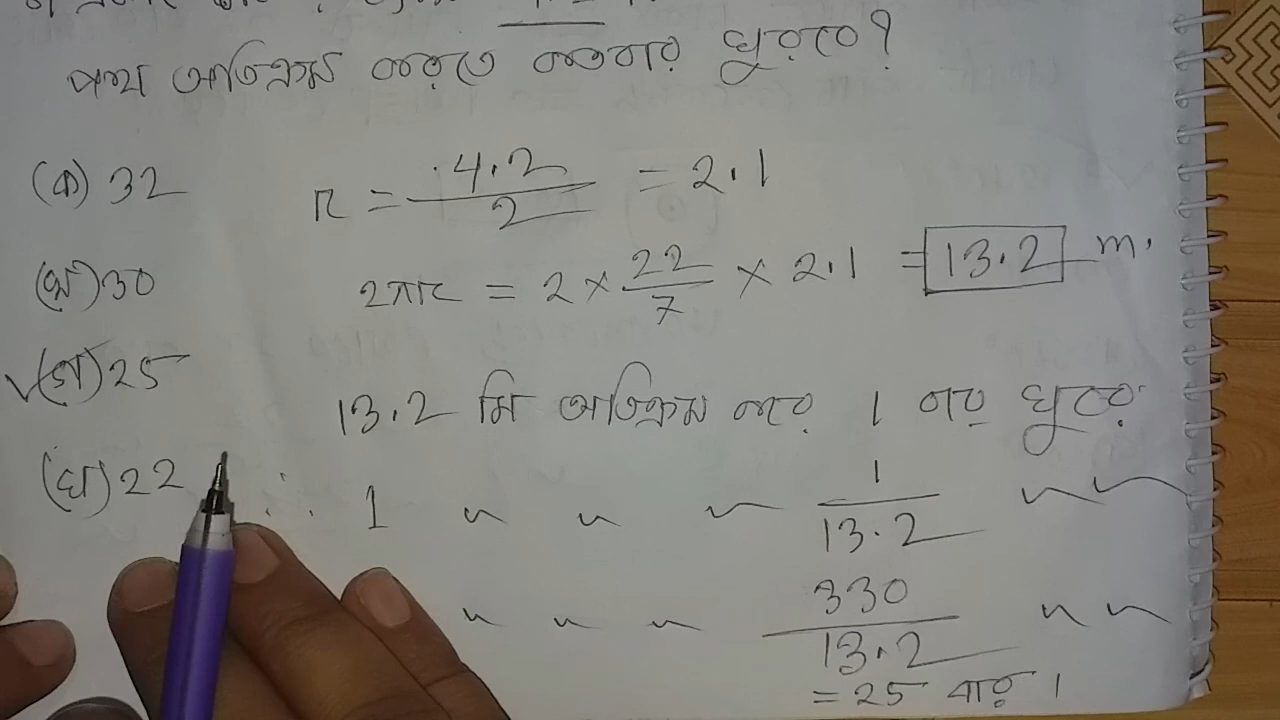 পথ অতিক্রম করতে কতবার ঘুরবে?
(ক) 32
r = 4.2/2 = 2.1
(খ) 30
2πr = 2 × 22/7 × 2.1 = 13.2 m.
(গ) 25
13.2 মি অতিক্রম করে 1 বার ঘুরে
(ঘ) 22
∴ 1 " " " 1/13.2 " "
" " " 330/13.2 " "
= 25 বার।